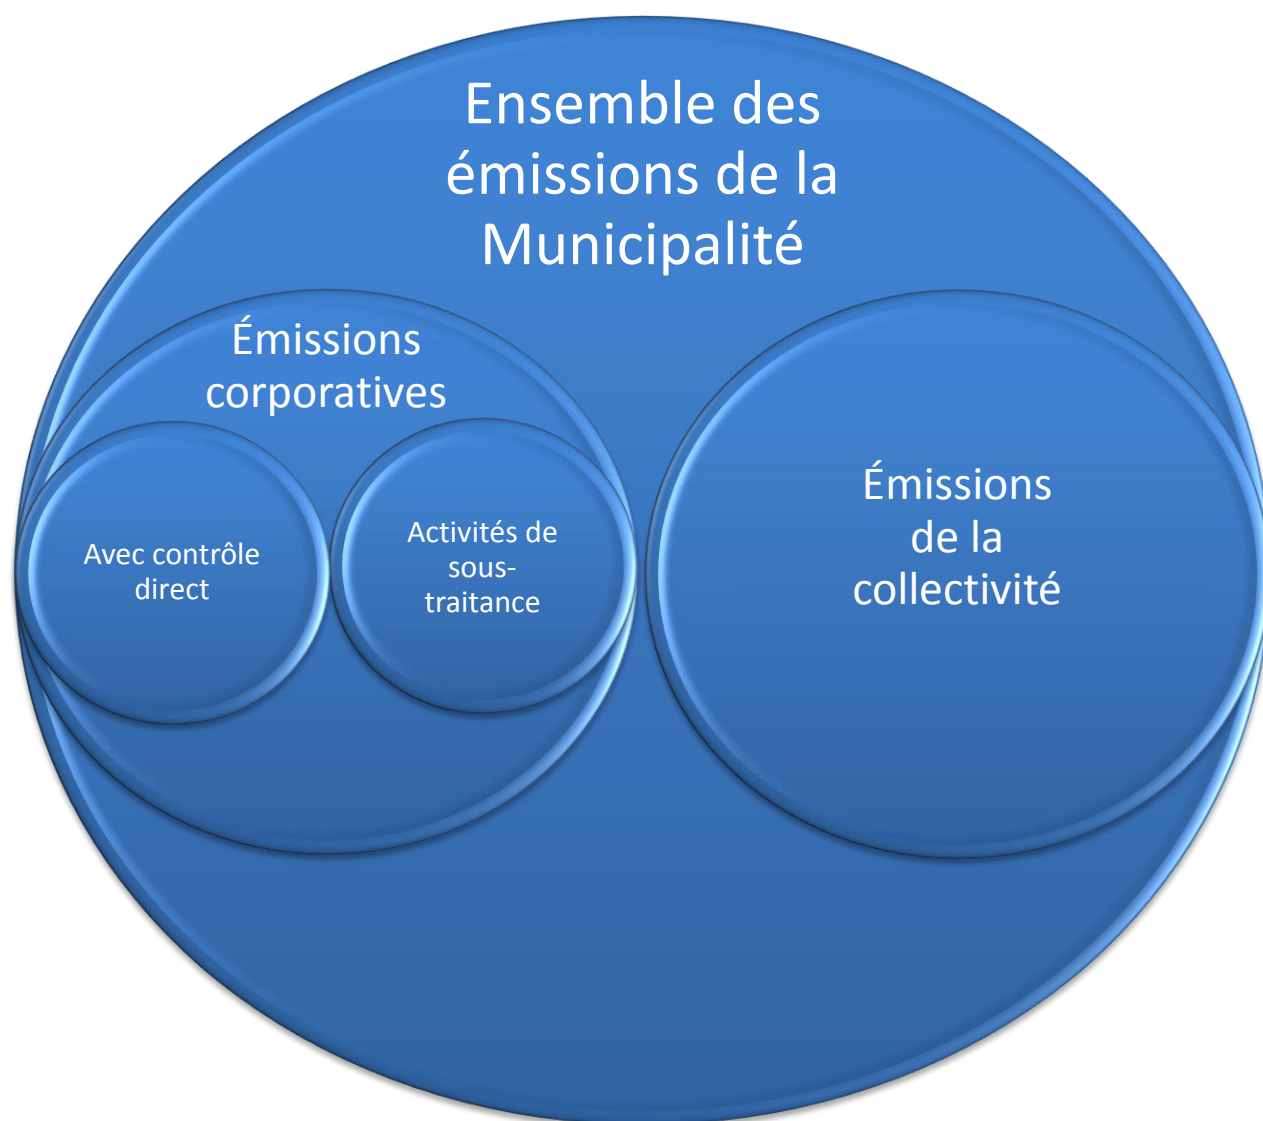 Ensemble des
émissions de la
Municipalité
Émissions
corporatives
Avec contrôle
direct
Activités de
sous-
traitance
Émissions
de la
collectivité